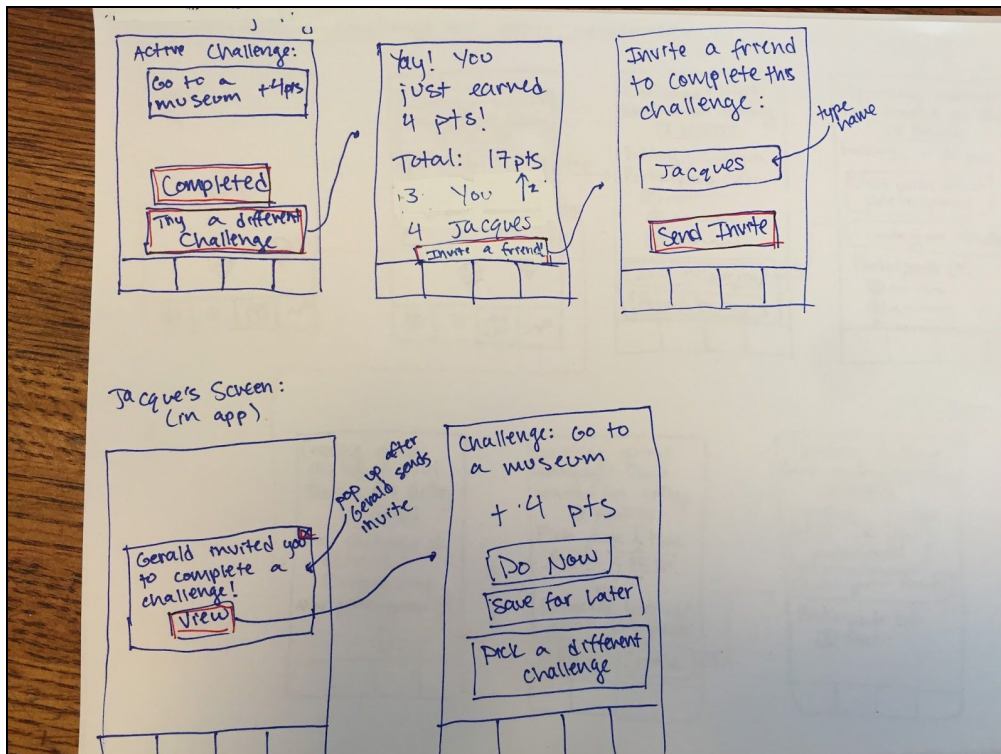 Active Challenge:
Go to a
museum +4pts
Completed
Try a different
Challenge
Yay! You
just earned
4 pts!
Total: 17pts
3 You ↑2
4 Jacques
Invite a friend!
Invite a friend
to complete this
challenge:
type
name
Jacques
Send Invite
Jacque's Screen:
(in app)
pop up after
Gerald sends
invite
Gerald invited you
to complete a
challenge!
View
Challenge: Go to
a museum
+ 4 pts
Do Now
Save for Later
Pick a different
challenge